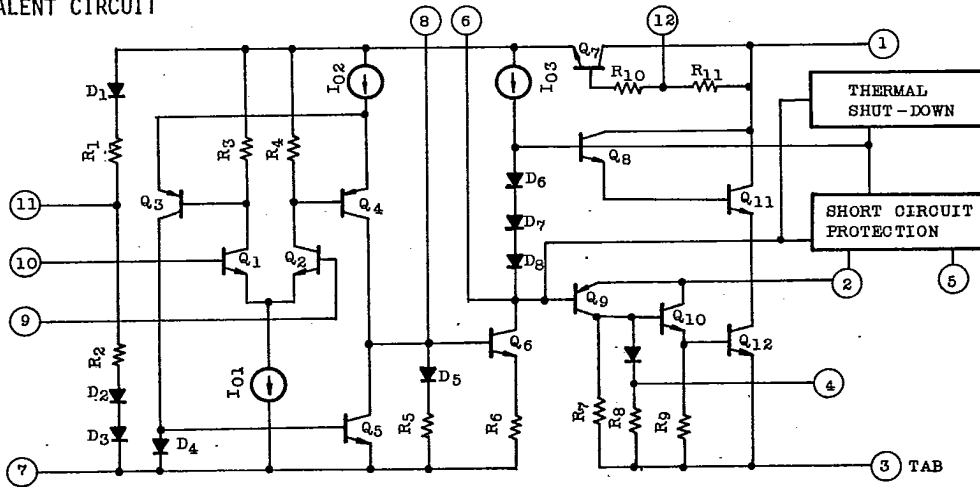 ALENT CIRCUIT
8
6
12
1
Q7
R10
R11
D1
I02
I03
THERMAL
SHUT-DOWN
R1
R3
R4
Q8
D6
Q3
Q4
Q11
11
D7
SHORT CIRCUIT
PROTECTION
10
Q1
Q2
D8
2
5
Q9
9
Q10
Q6
Q12
R2
I01
D5
4
D2
R5
R6
R7
R8
R9
D3
D4
Q5
7
3
TAB